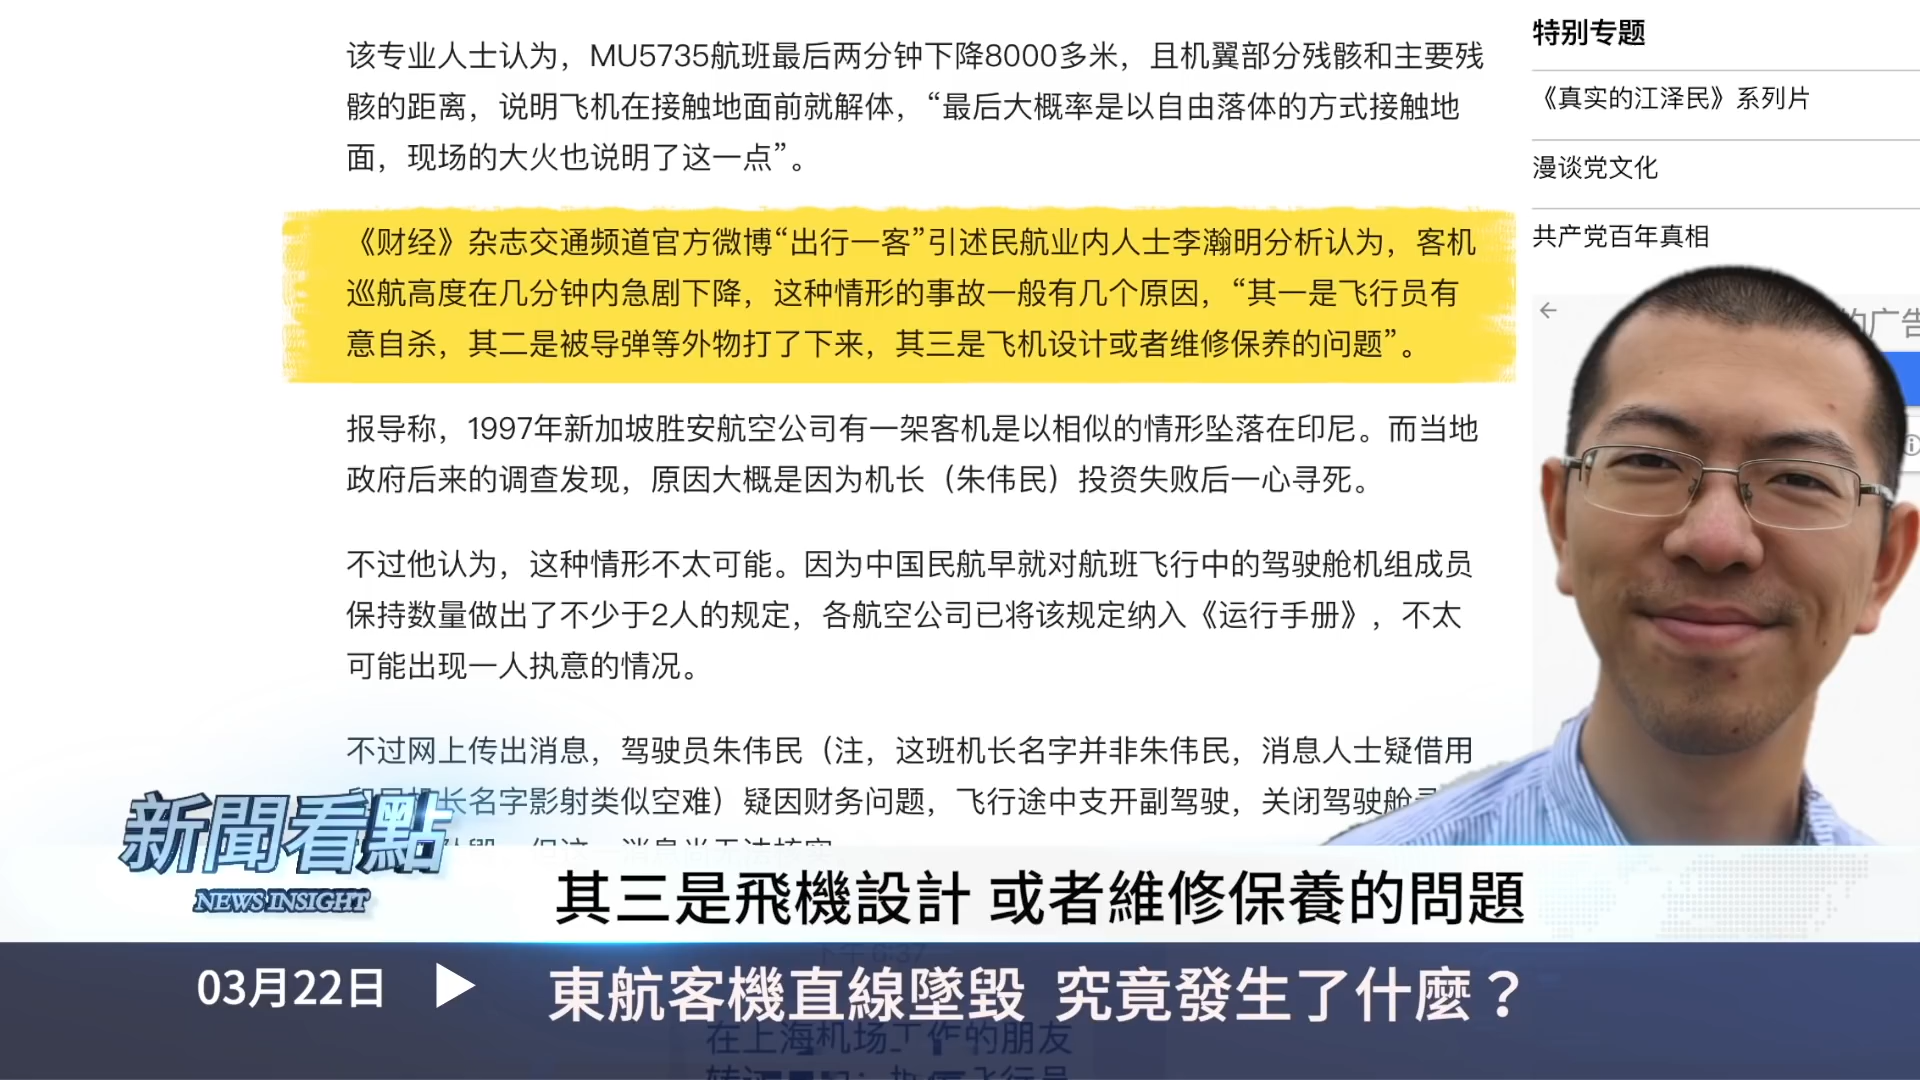 该专业人士认为，MU5735航班最后两分钟下降8000多米，且机翼部分残骸和主要残
骸的距离，说明飞机在接触地面前就解体，“最后大概率是以自由落体的方式接触地
面，现场的大火也说明了这一点”。
《财经》杂志交通频道官方微博“出行一客”引述民航业内人士李瀚明分析认为，客机
巡航高度在几分钟内急剧下降，这种情形的事故一般有几个原因，“其一是飞行员有
意自杀，其二是被导弹等外物打了下来，其三是飞机设计或者维修保养的问题”。
报导称，1997年新加坡胜安航空公司有一架客机是以相似的情形坠落在印尼。而当地
政府后来的调查发现，原因大概是因为机长（朱伟民）投资失败后一心寻死。
不过他认为，这种情形不太可能。因为中国民航早就对航班飞行中的驾驶舱机组成员
保持数量做出了不少于2人的规定，各航空公司已将该规定纳入《运行手册》，不太
可能出现一人执意的情况。
不过网上传出消息，驾驶员朱伟民（注，这班机长名字并非朱伟民，消息人士疑借用
长名字影射类似空难）疑因财务问题，飞行途中支开副驾驶，关闭驾驶舱
特别专题
《真实的江泽民》系列片
漫谈党文化
共产党百年真相
的广告
新聞看點
NEWS INSIGHT
其三是飛機設計 或者維修保養的問題
03月22日
東航客機直線墜毀 究竟發生了什麼？
在上海机场工作的朋友